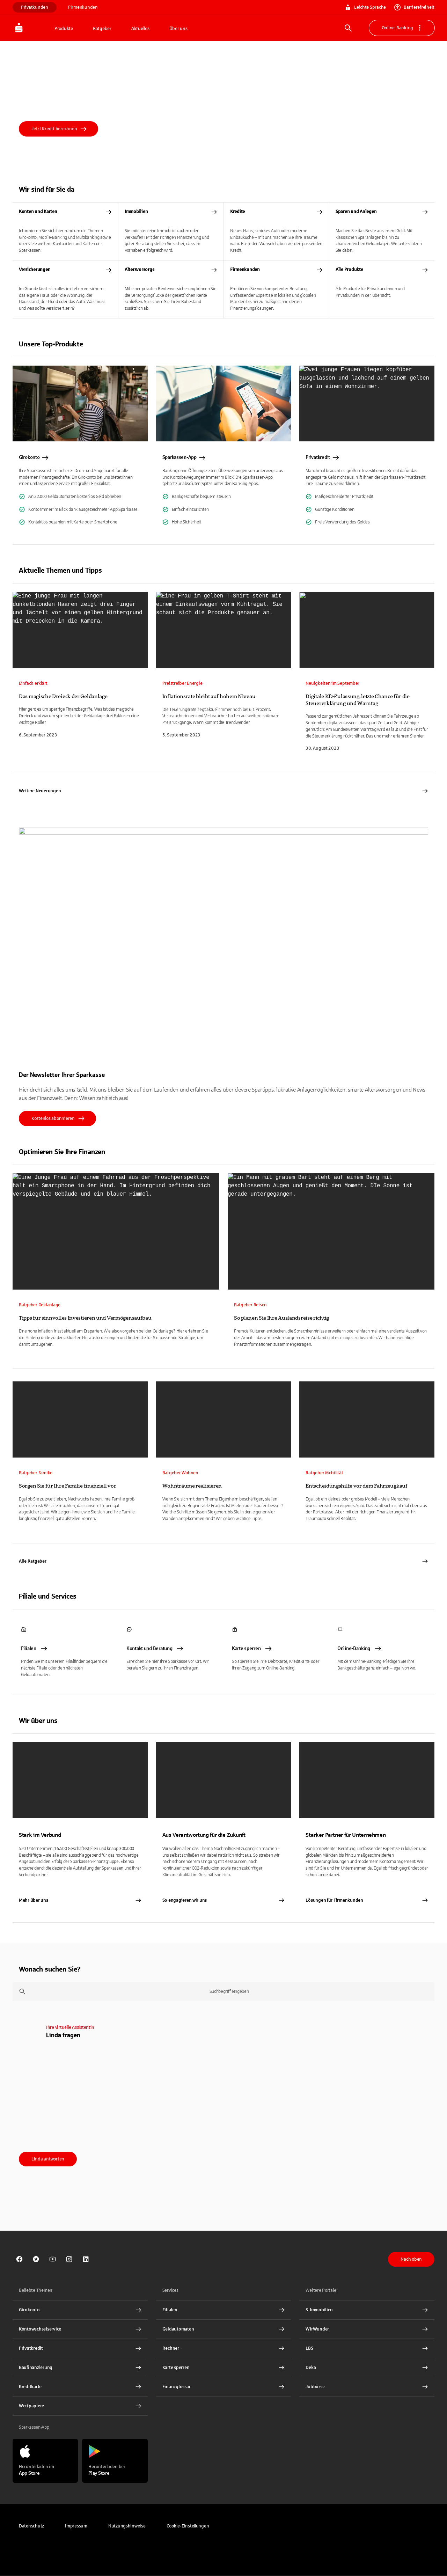 Privatkunden
Firmenkunden
Leichte Sprache
Barrierefreiheit
Produkte
Ratgeber
Aktuelles
Über uns
Online-Banking
Jetzt Kredit berechnen
Wir sind für Sie da
Konten und Karten
Informieren Sie sich hier rund um die Themen
Girokonto, Mobile-Banking und Multibanking sowie
über viele weitere Kontoarten und Karten der
Sparkassen.
Immobilien
Sie möchten eine Immobilie kaufen oder
verkaufen? Mit der richtigen Finanzierung und
guter Beratung stellen Sie sicher, dass Ihr
Vorhaben erfolgreich wird.
Kredite
Neues Haus, schickes Auto oder moderne
Einbauküche – mit uns machen Sie Ihre Träume
wahr. Für jeden Wunsch haben wir den passenden
Kredit.
Sparen und Anlegen
Machen Sie das Beste aus Ihrem Geld. Mit
klassischen Sparanlagen bis hin zu
chancenreichen Geldanlagen. Wir unterstützen
Sie dabei.
Versicherungen
Im Grunde lässt sich alles im Leben versichern:
das eigene Haus oder die Wohnung, der
Hausstand, der Hund oder das Auto. Was muss
und was sollte versichert sein?
Altersvorsorge
Mit einer privaten Rentenversicherung können Sie
die Versorgungslücke der gesetzlichen Rente
schließen. So sichern Sie Ihren Ruhestand
zusätzlich ab.
Firmenkunden
Profitieren Sie von kompetenter Beratung,
umfassender Expertise in lokalen und globalen
Märkten bis hin zu maßgeschneiderten
Finanzierungslösungen.
Alle Produkte
Alle Produkte für Privatkundinnen und
Privatkunden in der Übersicht.
Unsere Top-Produkte
Zwei junge Frauen liegen kopfüber
ausgelassen und lachend auf einem gelben
Sofa in einem Wohnzimmer.
Girokonto
Ihre Sparkasse ist Ihr sicherer Dreh- und Angelpunkt für alle
modernen Finanzgeschäfte. Ein Girokonto bei uns bietet Ihnen
einen umfassenden Service mit großer Flexibilität.
An 22.000 Geldautomaten kostenlos Geld abheben
Konto immer im Blick dank ausgezeichneter App Sparkasse
Kontaktlos bezahlen mit Karte oder Smartphone
Sparkassen-App
Banking ohne Öffnungszeiten, Überweisungen von unterwegs aus
und Kontobewegungen immer im Blick: Die Sparkassen-App
gehört zur absoluten Spitze unter den Banking-Apps.
Bankgeschäfte bequem steuern
Einfach einzurichten
Hohe Sicherheit
Privatkredit
Manchmal braucht es größere Investitionen. Reicht dafür das
angesparte Geld nicht aus, hilft Ihnen der Sparkassen-Privatkredit,
Ihre Träume zu verwirklichen.
Maßgeschneiderter Privatkredit
Günstige Konditionen
Freie Verwendung des Geldes
Aktuelle Themen und Tipps
Eine junge Frau mit langen
dunkelblonden Haaren zeigt drei Finger
und lächelt vor einem gelben Hintergrund
mit Dreiecken in die Kamera.
Eine Frau im gelben T-Shirt steht mit
einem Einkaufswagen vorm Kühlregal. Sie
schaut sich die Produkte genauer an.
Einfach erklärt
Das magische Dreieck der Geldanlage
Hier geht es um sperrige Finanzbegriffe. Was ist das magische
Dreieck und warum spielen bei der Geldanlage drei Reiznen eine
wichtige Rolle?
6. September 2023
Preistreiber Energie
Inflationsrate bleibt auf hohem Niveau
Die Teuerungsrate liegt aktuell immer noch bei 6,1 Prozent.
Verbraucherinnen und Verbraucher hofften auf weitere spürbare
Preisminderungen. Wann kommt die Trendwende?
5. September 2023
Neuigkeiten im September
Digitale Kfz-Zulassung, letzte Chance für die
Steuererklärung und Warntag
Passend zur gemütlichen Jahreszeit können Sie Fahrzeuge ab
September digital zulassen – das spart Zeit und Geld. Weniger
gemütlich: Am bundesweiten Warntag wird es laut und die Frist für
die Steuererklärung rückt näher. Das und mehr erfahren Sie hier.
30. August 2023
Weitere Neuerungen
Der Newsletter Ihrer Sparkasse
Hier dreht sich alles ums Geld. Mit uns bleiben Sie auf dem Laufenden und erfahren alles über clevere Spartipps, lukrative Anlagemöglichkeiten, smarte Altersvorsorgen und News
aus der Finanzwelt. Denn: Wissen zahlt sich aus!
Kostenlos abonnieren
Optimieren Sie Ihre Finanzen
Eine Junge Frau auf einem Fahrrad aus der Froschperspektive
hält ein Smartphone in der Hand. Im Hintergrund befinden dich
verspiegelte Gebäude und ein blauer Himmel.
Ein Mann mit grauem Bart steht auf einem Berg mit
geschlossenen Augen und genießt den Moment. DIe Sonne ist
gerade untergegangen.
Ratgeber Geldanlage
Tipps für sinnvolles Investieren und Vermögensaufbau
Eine hohe Inflation frisst aktuell am Ersparten. Wie also vorgehen bei der Geldanlage? Hier erfahren Sie
die Hintergründe zu den aktuellen Herausforderungen und finden für Sie die passende Strategie, um
damit umzugehen.
Ratgeber Reisen
So planen Sie Ihre Auslandsreise richtig
Fremde Kulturen entdecken, die Sprachkenntnisse erweitern oder einfach mal eine verdiente Auszeit von
der Arbeit – das am besten sorgenfrei. Im Ausland gibt es einiges zu beachten. Wir haben wichtige
Finanzinformationen zusammengetragen.
Ratgeber Familie
Sorgen Sie für Ihre Familie finanziell vor
Egal ob Sie zu zweit leben, Nachwuchs haben, Ihre Familie groß
oder klein ist: Wir alle möchten, dass unsere Lieben gut
abgesichert sind. Wir zeigen Ihnen, wie Sie sich und Ihre Familie
langfristig finanziell gut aufstellen können.
Ratgeber Wohnen
Wohnträume realisieren
Wenn Sie sich mit dem Thema Eigenheim beschäftigen, stellen
sich gleich zu Beginn viele Fragen. Ist Mieten oder Kaufen besser?
Welche Schritte müssen Sie gehen, bis Sie in den eigenen vier
Wänden angekommen sind? Wir geben wichtige Tipps.
Ratgeber Mobilität
Entscheidungshilfe vor dem Fahrzeugkauf
Egal, ob ein kleines oder großes Modell – viele Menschen
wünschen sich ein eigenes Auto. Das zahlt sich nicht mal eben aus
der Portokasse. Aber mit der richtigen Finanzierung wird Ihr
Traumauto schnell Realität.
Alle Ratgeber
Filiale und Services
Filialen
Finden Sie mit unserem Filialfinder bequem die
nächste Filiale oder den nächsten
Geldautomaten.
Kontakt und Beratung
Erreichen Sie hier Ihre Sparkasse vor Ort. Wir
beraten Sie gern zu Ihren Finanzfragen.
Karte sperren
So sperren Sie Ihre Debitkarte, Kreditkarte oder
Ihren Zugang zum Online-Banking.
Online-Banking
Mit dem Online-Banking erledigen Sie Ihre
Bankgeschäfte ganz einfach – egal von wo.
Wir über uns
Stark im Verbund
520 Unternehmen, 16.500 Geschäftsstellen und knapp 300.000
Beschäftigte – sie alle sind ausschlaggebend für das hochwertige
Angebot und den Erfolg der Sparkassen-Finanzgruppe. Ebenso
entscheidend ist die dezentrale Aufstellung der Sparkassen und Ihrer
Verbundpartner.
Mehr über uns
Aus Verantwortung für die Zukunft
Wir wollen allen das Thema Nachhaltigkeit zugänglich machen –
uns selbst schließen wir dabei natürlich nicht aus. So streben wir
nach einem schonenden Umgang mit Ressourcen, nach
kontinuierlicher CO2-Reduktion sowie nach zukünftiger
Klimaneutralität im Geschäftsbetrieb.
So engagieren wir uns
Starker Partner für Unternehmen
Von kompetenter Beratung, umfassender Expertise in lokalen und
globalen Märkten bis hin zu maßgeschneiderten
Finanzierungslösungen: Mit unserem Firmenkundenportal sind wir
für Sie und Ihr Unternehmen da. Egal ob frisch gegründet oder
schon länger dabei.
Lösungen für Firmenkunden
Wonach suchen Sie?
Suchbegriff eingeben
Ihre virtuelle Assistentin
Linda fragen
Linda antworten
Nach oben
Beliebte Themen
Girokonto
Kontowechselservice
Privatkredit
Baufinanzierung
Kreditkarte
Wertpapiere
Services
Filialen
Geldautomaten
Rechner
Karte sperren
Finanzglossar
Weitere Portale
S-Immobilien
WirWunder
LBS
Deka
Jobbörse
Sparkassen-App
Herunterladen im
App Store
Herunterladen bei
Play Store
Datenschutz
Impressum
Nutzungshinweise
Cookie-Einstellungen